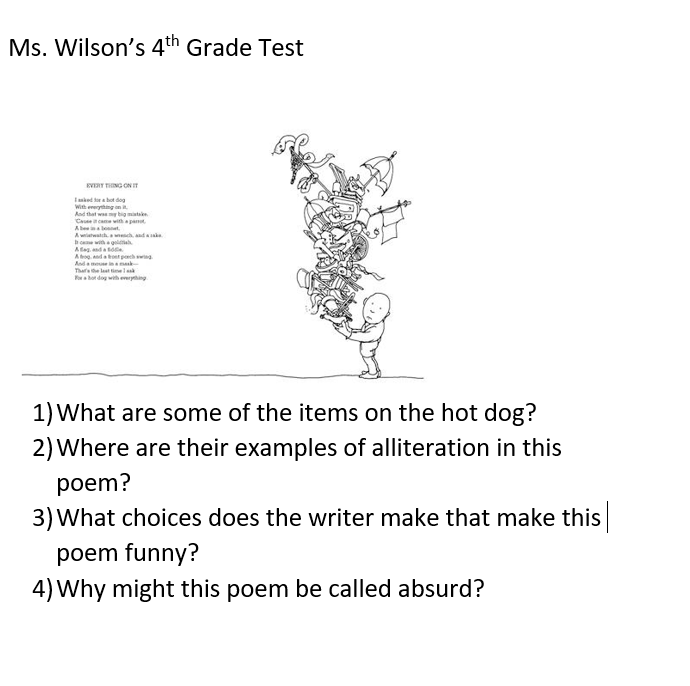 Ms. Wilson's 4th Grade Test
EVERY THING ON IT
I asked for a hot dog
With everything on it.
And that was my big mistake,
'Cause it came with a parrot,
A bee in a bonnet,
A wristwatch, a wrench, and a rake.
It came with a goldfish,
A flag, and a fiddle,
A frog, and a front porch swing,
And a mouse in a mask—
That's the last time I ask
For a hot dog with everything.
1) What are some of the items on the hot dog?
2) Where are their examples of alliteration in this
poem?
3) What choices does the writer make that make this
poem funny?
4) Why might this poem be called absurd?